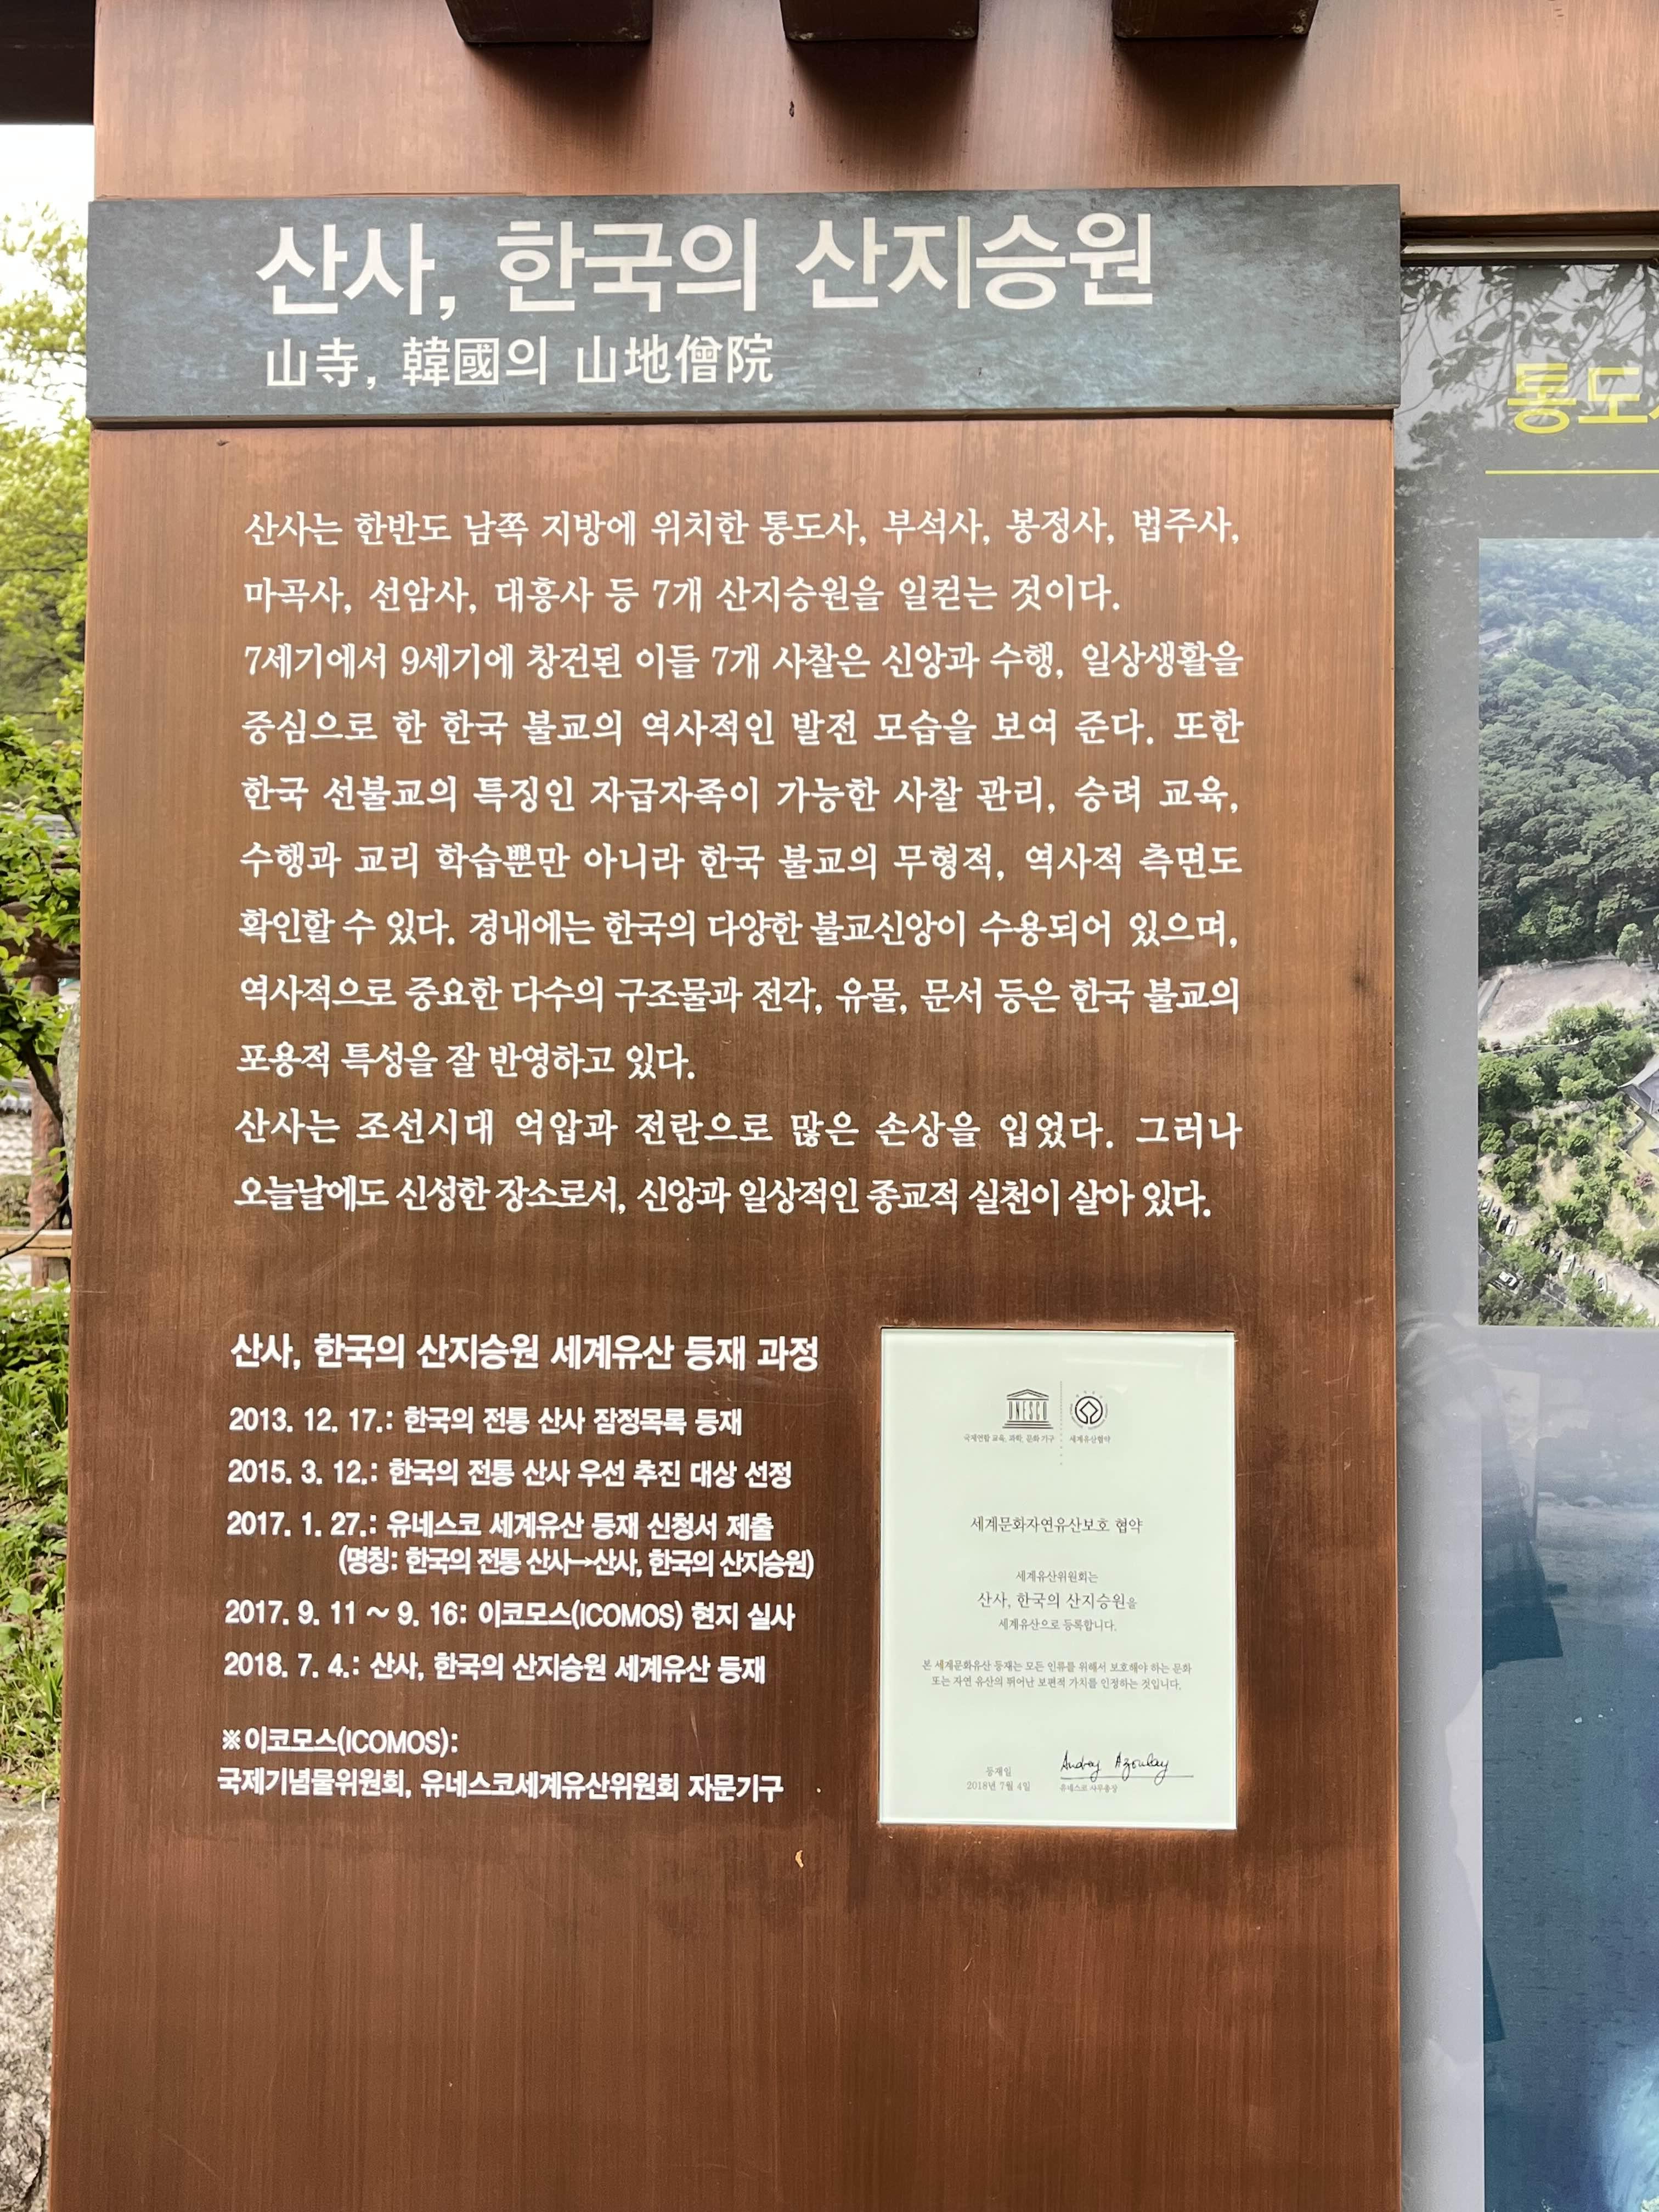 산사, 한국의 산지승원
山寺, 韓國의 山地僧院
산사는 한반도 남쪽 지방에 위치한 통도사, 부석사, 봉정사, 법주사,
마곡사, 선암사, 대흥사 등 7개 산지승원을 일컫는 것이다.
7세기에서 9세기에 창건된 이들 7개 사찰은 신앙과 수행, 일상생활을
중심으로 한 한국 불교의 역사적인 발전 모습을 보여 준다. 또한
한국 선불교의 특징인 자급자족이 가능한 사찰 관리, 승려 교육,
수행과 교리 학습뿐만 아니라 한국 불교의 무형적, 역사적 측면도
확인할 수 있다. 경내에는 한국의 다양한 불교신앙이 수용되어 있으며,
역사적으로 중요한 다수의 구조물과 전각, 유물, 문서 등은 한국 불교의
포용적 특성을 잘 반영하고 있다.
산사는 조선시대 억압과 전란으로 많은 손상을 입었다. 그러나
오늘날에도 신성한 장소로서, 신앙과 일상적인 종교적 실천이 살아 있다.
산사, 한국의 산지승원 세계유산 등재 과정
2013. 12. 17.: 한국의 전통 산사 잠정목록 등재
2015. 3. 12.: 한국의 전통 산사 우선 추진 대상 선정
2017. 1. 27.: 유네스코 세계유산 등재 신청서 제출
(명칭: 한국의 전통 산사→산사, 한국의 산지승원)
2017. 9. 11 ~ 9. 16: 이코모스(ICOMOS) 현지 실사
2018. 7. 4.: 산사, 한국의 산지승원 세계유산 등재
※이코모스(ICOMOS):
국제기념물위원회, 유네스코세계유산위원회 자문기구
UNESCO
국제연합 교육, 과학, 문화 기구 세계유산협약
세계문화자연유산보호 협약
세계유산위원회는
산사, 한국의 산지승원을
세계유산으로 등록합니다.
본 세계문화유산 등재는 모든 인류를 위해서 보호해야 하는 문화
또는 자연 유산의 뛰어난 보편적 가치를 인정하는 것입니다.
등재일
2018년 7월 4일
Audrey Azoulay
유네스코 사무총장
통도